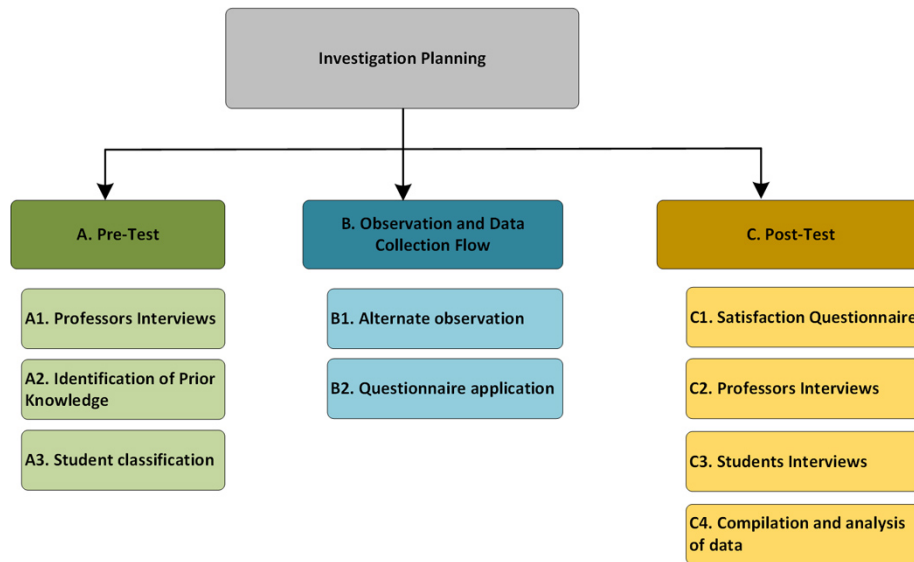 Investigation Planning
A. Pre-Test
A1. Professors Interviews
A2. Identification of Prior
Knowledge
A3. Student classification
B. Observation and Data
Collection Flow
B1. Alternate observation
B2. Questionnaire application
C. Post-Test
C1. Satisfaction Questionnaire
C2. Professors Interviews
C3. Students Interviews
C4. Compilation and analysis
of data